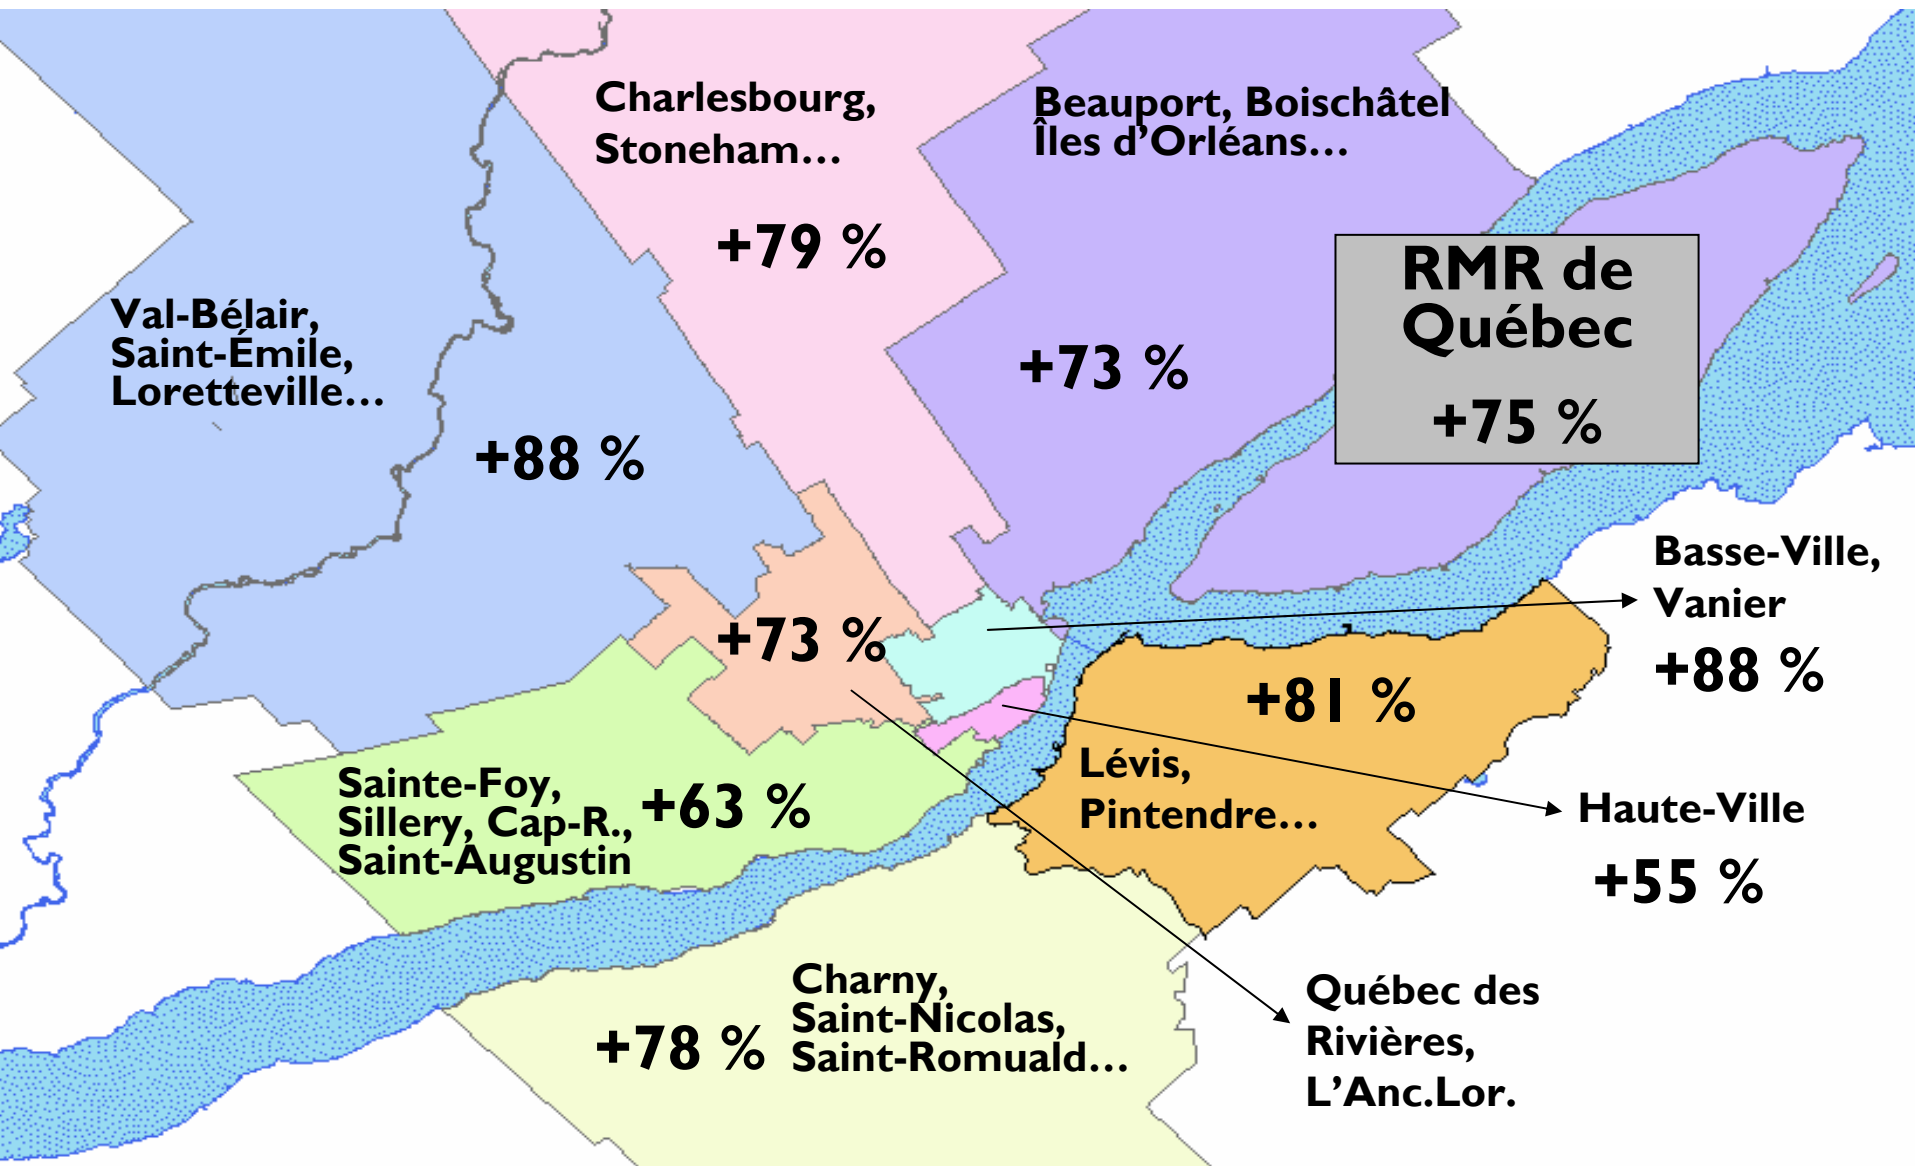 Charlesbourg,
Stoneham…
+79 %
Beauport, Boischâtel
Îles d’Orléans…
+73 %
RMR de
Québec
+75 %
Val-Bélair,
Saint-Émile,
Loretteville…
+88 %
Basse-Ville,
Vanier
+88 %
+73 %
+81 %
Lévis,
Pintendre…
Sainte-Foy,
Sillery, Cap-R.,
Saint-Augustin
+63 %
Haute-Ville
+55 %
Charny,
Saint-Nicolas,
Saint-Romuald…
+78 %
Québec des
Rivières,
L’Anc.Lor.